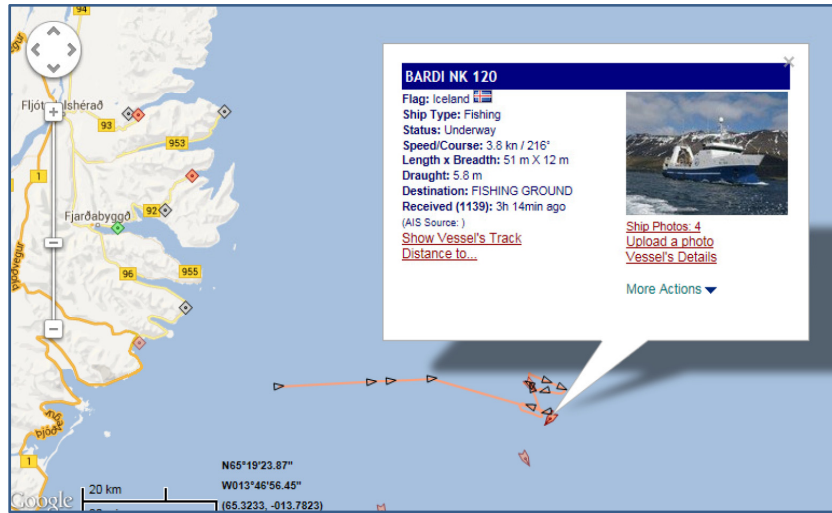 94
Fljót
lshérað
93
953
1
Fjarðabyggð
92
96
955
1
BARDI NK 120
Flag: Iceland
Ship Type: Fishing
Status: Underway
Speed/Course: 3.8 kn / 216°
Length x Breadth: 51 m X 12 m
Draught: 5.8 m
Destination: FISHING GROUND
Received (1139): 3h 14min ago
(AIS Source: )
Show Vessel's Track
Distance to...
Ship Photos: 4
Upload a photo
Vessel's Details
More Actions
N65°19'23.87"
W013°46'56.45"
(65.3233, -013.7823)
20 km
Google